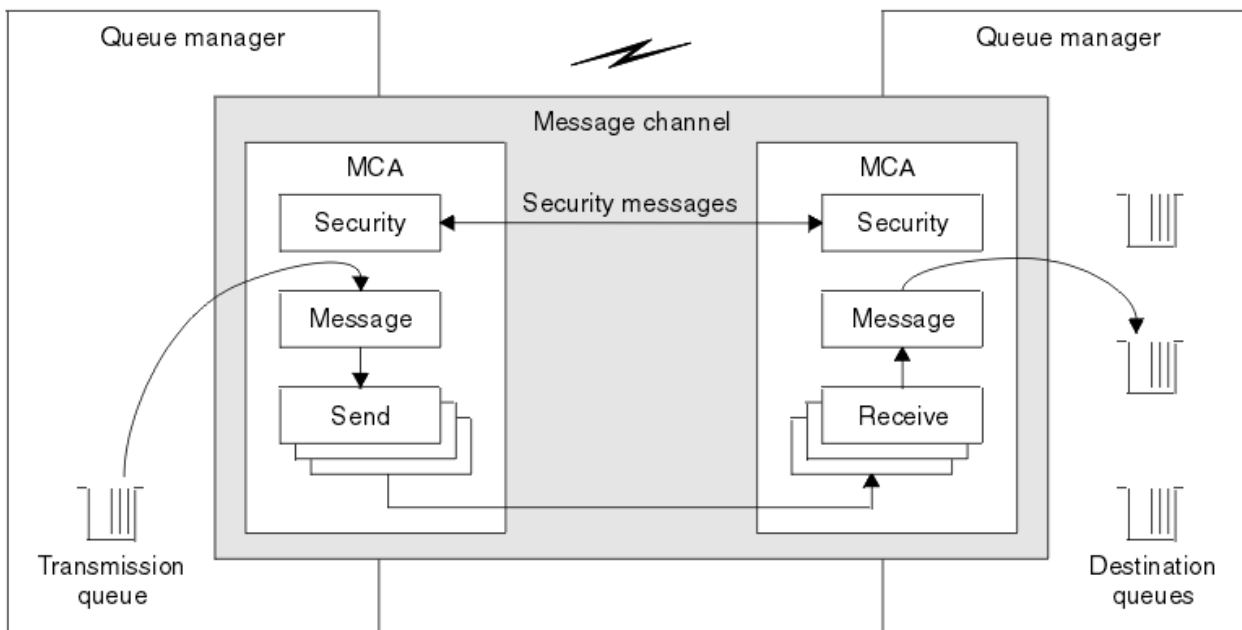 Queue manager
Queue manager
Message channel
MCA
MCA
Security
Security messages
Security
Message
Message
Send
Receive
Transmission
queue
Destination
queues